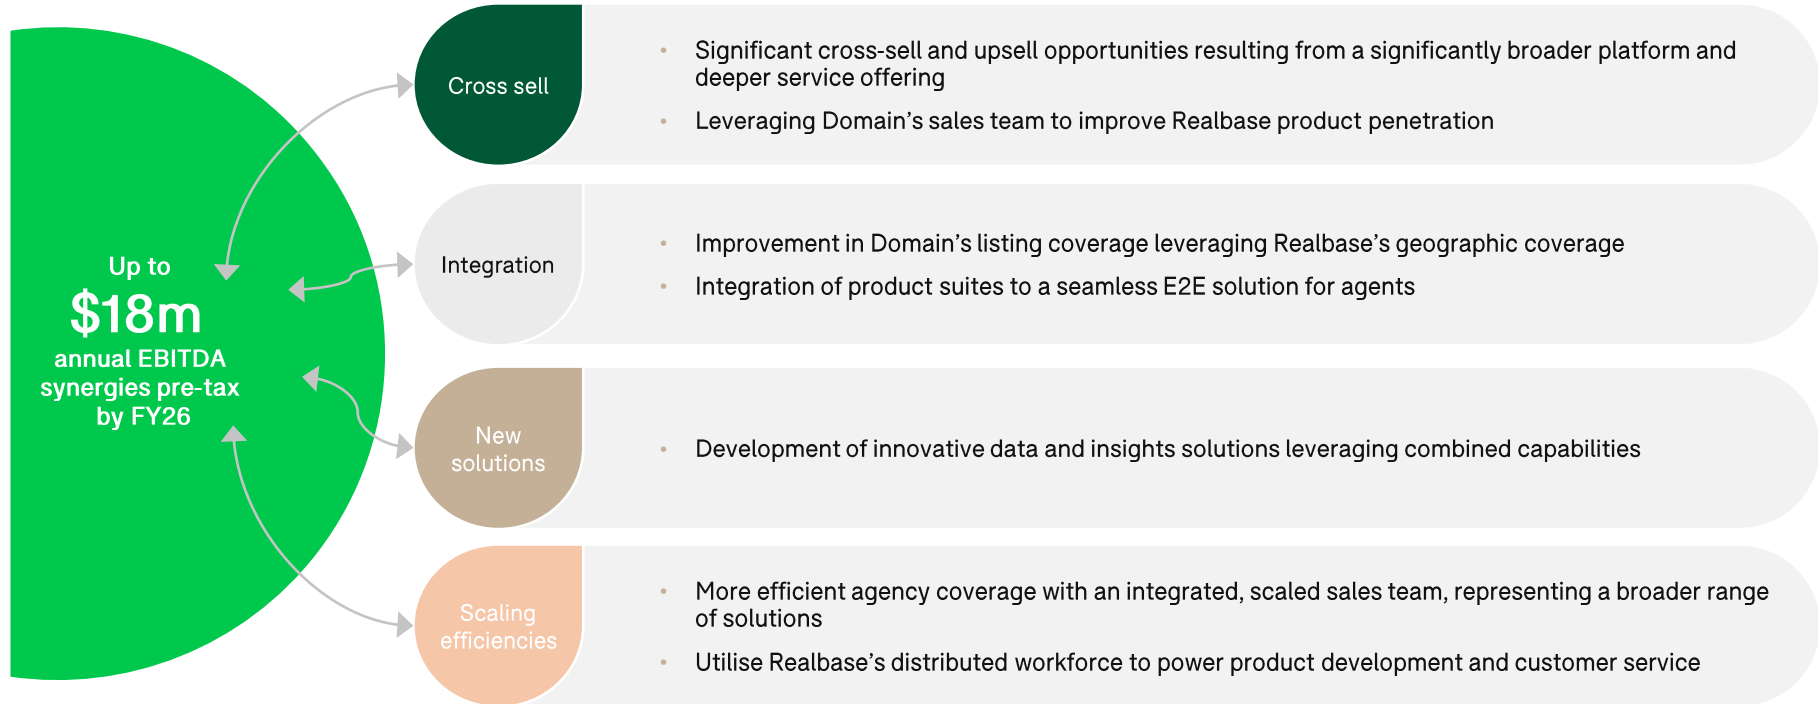 Up to
$18m
annual EBITDA
synergies pre-tax
by FY26
Cross sell
• Significant cross-sell and upsell opportunities resulting from a significantly broader platform and
deeper service offering
• Leveraging Domain’s sales team to improve Realbase product penetration
Integration
• Improvement in Domain’s listing coverage leveraging Realbase’s geographic coverage
• Integration of product suites to a seamless E2E solution for agents
New
solutions
• Development of innovative data and insights solutions leveraging combined capabilities
Scaling
efficiencies
• More efficient agency coverage with an integrated, scaled sales team, representing a broader range
of solutions
• Utilise Realbase’s distributed workforce to power product development and customer service